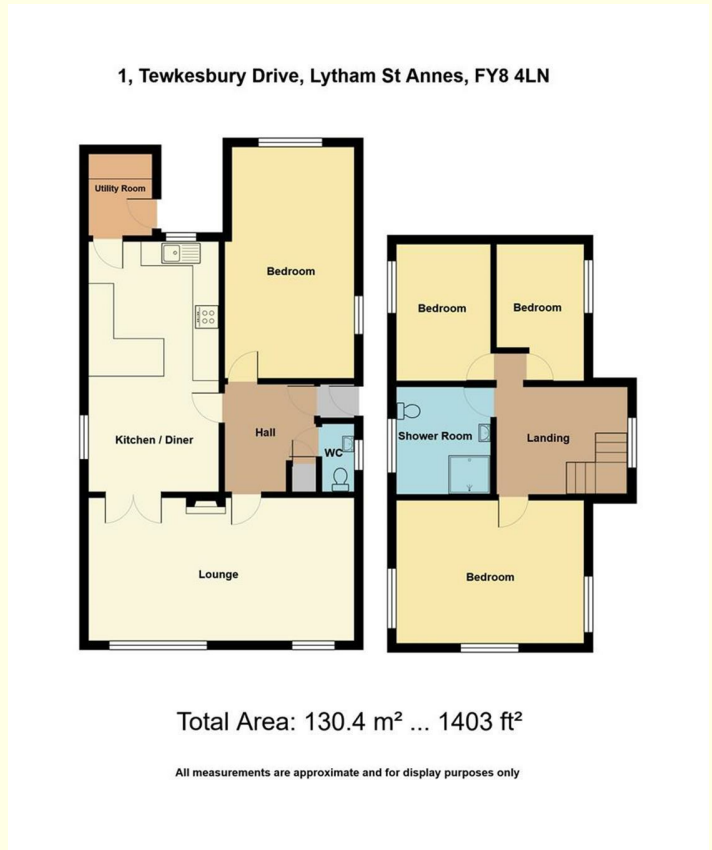 1, Tewkesbury Drive, Lytham St Annes, FY8 4LN
Utility Room
Bedroom
Kitchen / Diner
Hall
WC
Lounge
Bedroom
Bedroom
Shower Room
Landing
Bedroom
Total Area: 130.4 m² ... 1403 ft²
All measurements are approximate and for display purposes only